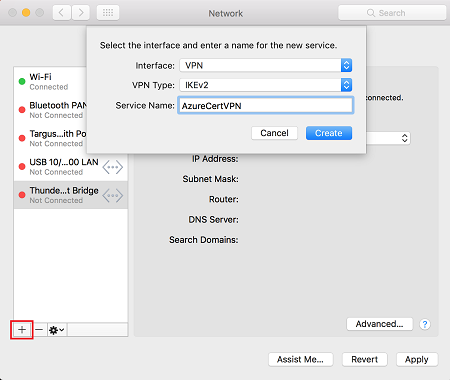 Network
Search
Select the interface and enter a name for the new service.
Interface: VPN
VPN Type: IKEv2
Service Name: AzureCertVPN
Cancel Create
Wi-Fi
Connected
Bluetooth PAN
Not Connected
Targus...ith Po
Not Connected
USB 10/...00 LAN
Not Connected
Thunde...t Bridge
Not Connected
connected.
IP Address:
Subnet Mask:
Router:
DNS Server:
Search Domains:
+ −
Advanced... ?
Assist Me... Revert Apply